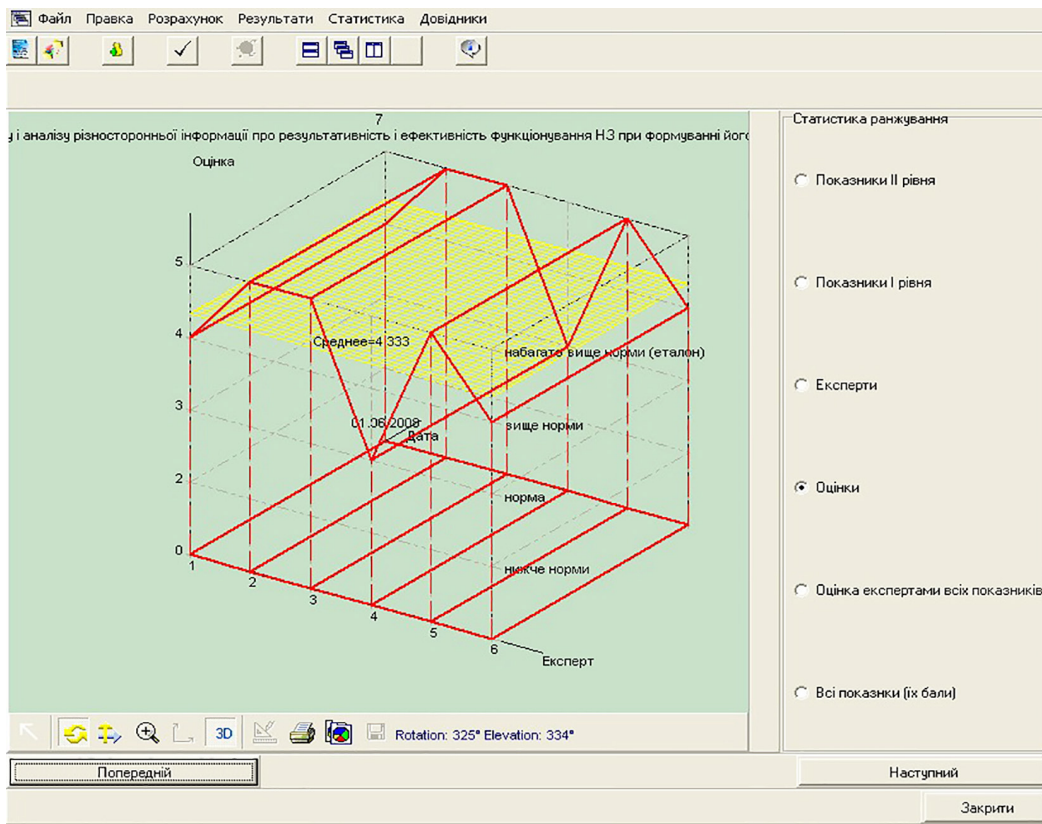 Файл Правка Розрахунок Результати Статистика Довідники
7
у і аналізу різносторонньої інформації про результативність і ефективність функціонування НЗ при формуванні його
Оцінка
5
4
3
2
0
Среднее=4,333
набагато вище норми (еталон)
01.06.2008
Дата
вище норми
норма
нижче норми
1
2
3
4
5
6
Експерт
Статистика ранжування
Показники II рівня
Показники I рівня
Експерти
Оцінки
Оцінка експертами всіх показників
Всі показнки (їх бали)
3D
Rotation: 325° Elevation: 334°
Попередній
Наступний
Закрити